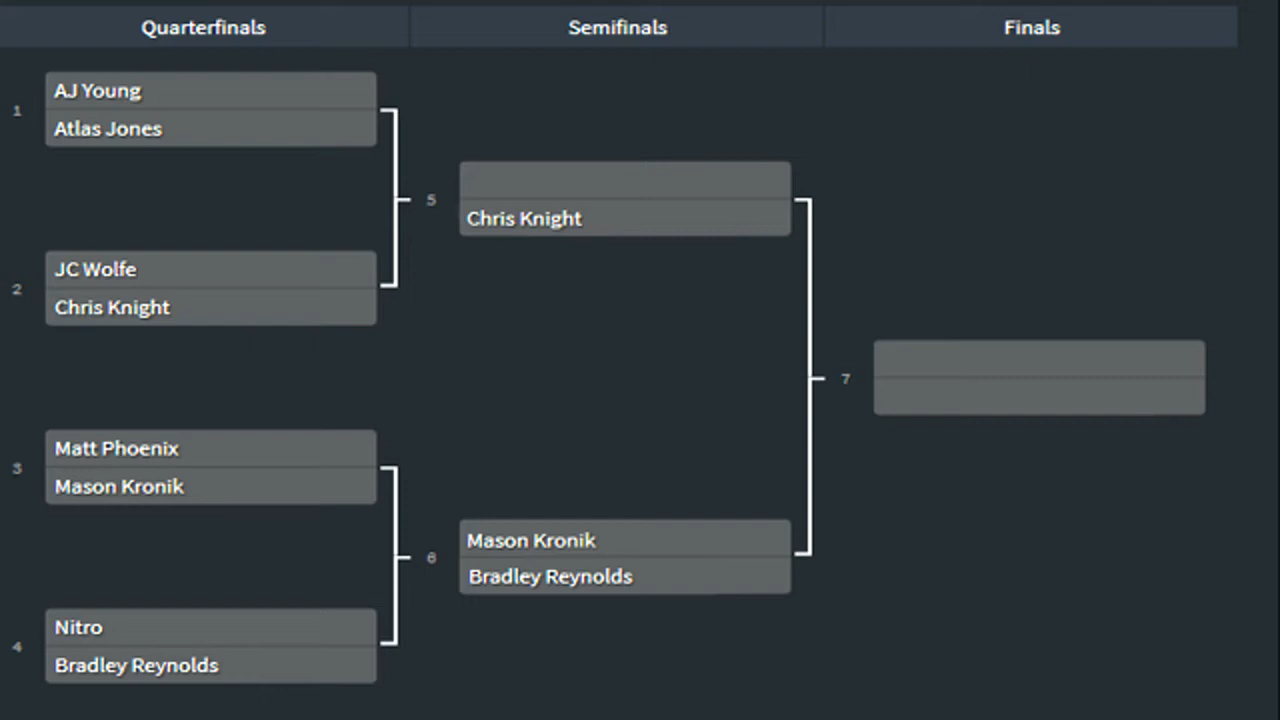 Quarterfinals
Semifinals
Finals
1
AJ Young
Atlas Jones
2
JC Wolfe
Chris Knight
3
Matt Phoenix
Mason Kronik
4
Nitro
Bradley Reynolds
5
Chris Knight
6
Mason Kronik
Bradley Reynolds
7